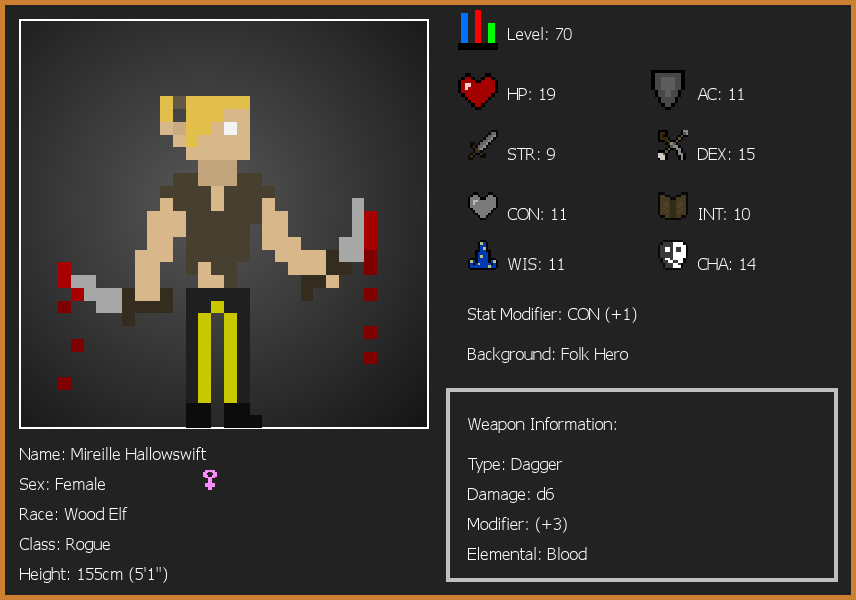 Level: 70
HP: 19
AC: 11
STR: 9
DEX: 15
CON: 11
INT: 10
WIS: 11
CHA: 14
Stat Modifier: CON (+1)
Background: Folk Hero
Weapon Information:
Type: Dagger
Damage: d6
Modifier: (+3)
Elemental: Blood
Name: Mireille Hallowswift
Sex: Female
Race: Wood Elf
Class: Rogue
Height: 155cm (5'1")